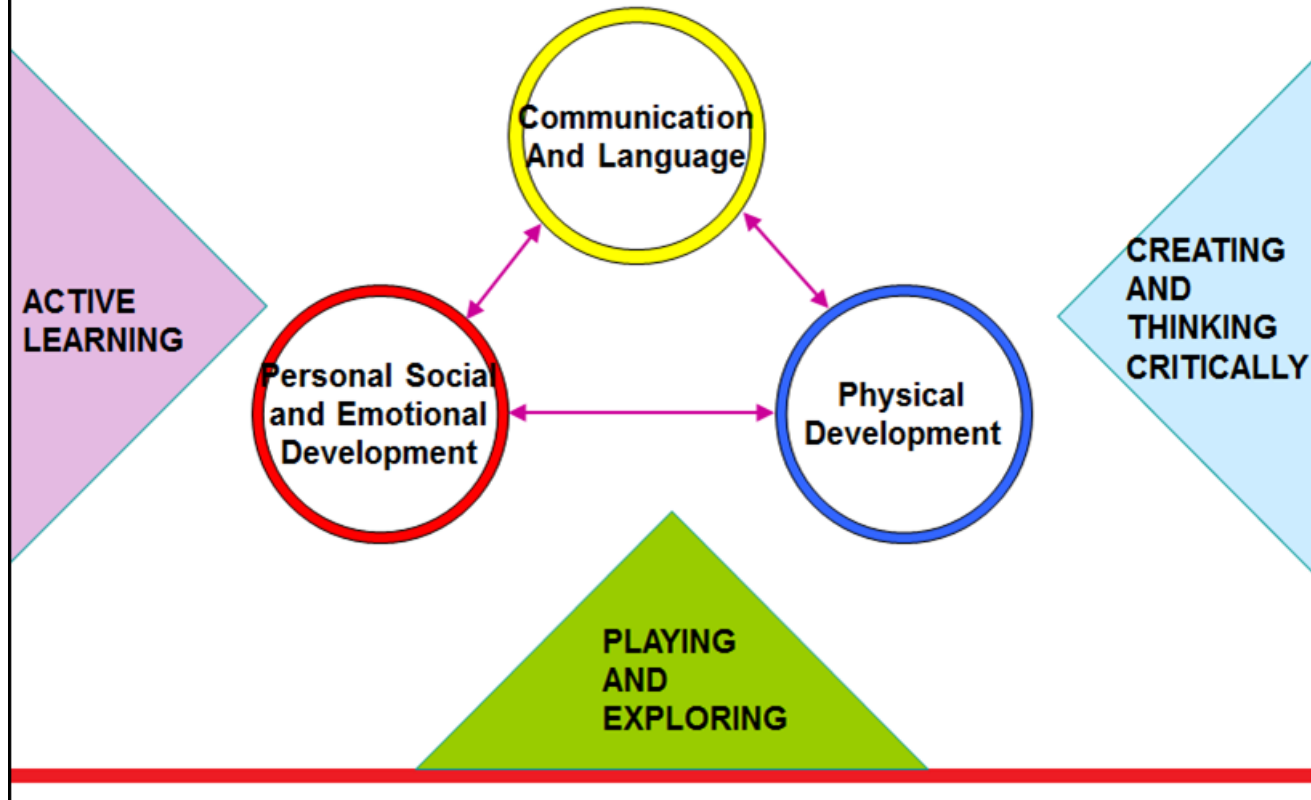 Communication
And Language
ACTIVE
LEARNING
Personal Social
and Emotional
Development
Physical
Development
CREATING
AND
THINKING
CRITICALLY
PLAYING
AND
EXPLORING